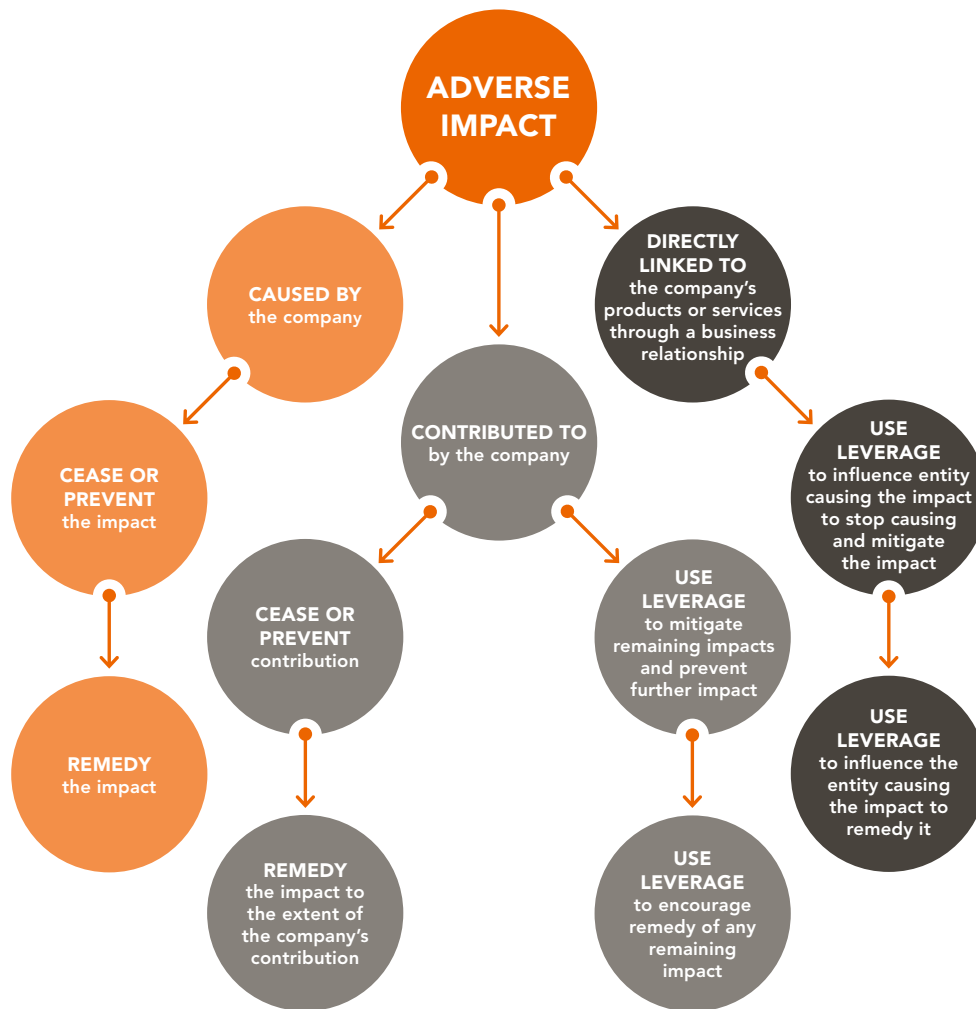 ADVERSE
IMPACT
CAUSED BY
the company
DIRECTLY
LINKED TO
the company’s
products or services
through a business
relationship
CONTRIBUTED TO
by the company
CEASE OR
PREVENT
the impact
USE
LEVERAGE
to influence entity
causing the impact
to stop causing
and mitigate
the impact
CEASE OR
PREVENT
contribution
USE
LEVERAGE
to mitigate
remaining impacts
and prevent
further impact
REMEDY
the impact
USE
LEVERAGE
to influence the
entity causing
the impact to
remedy it
REMEDY
the impact to
the extent of
the company’s
contribution
USE
LEVERAGE
to encourage
remedy of any
remaining
impact